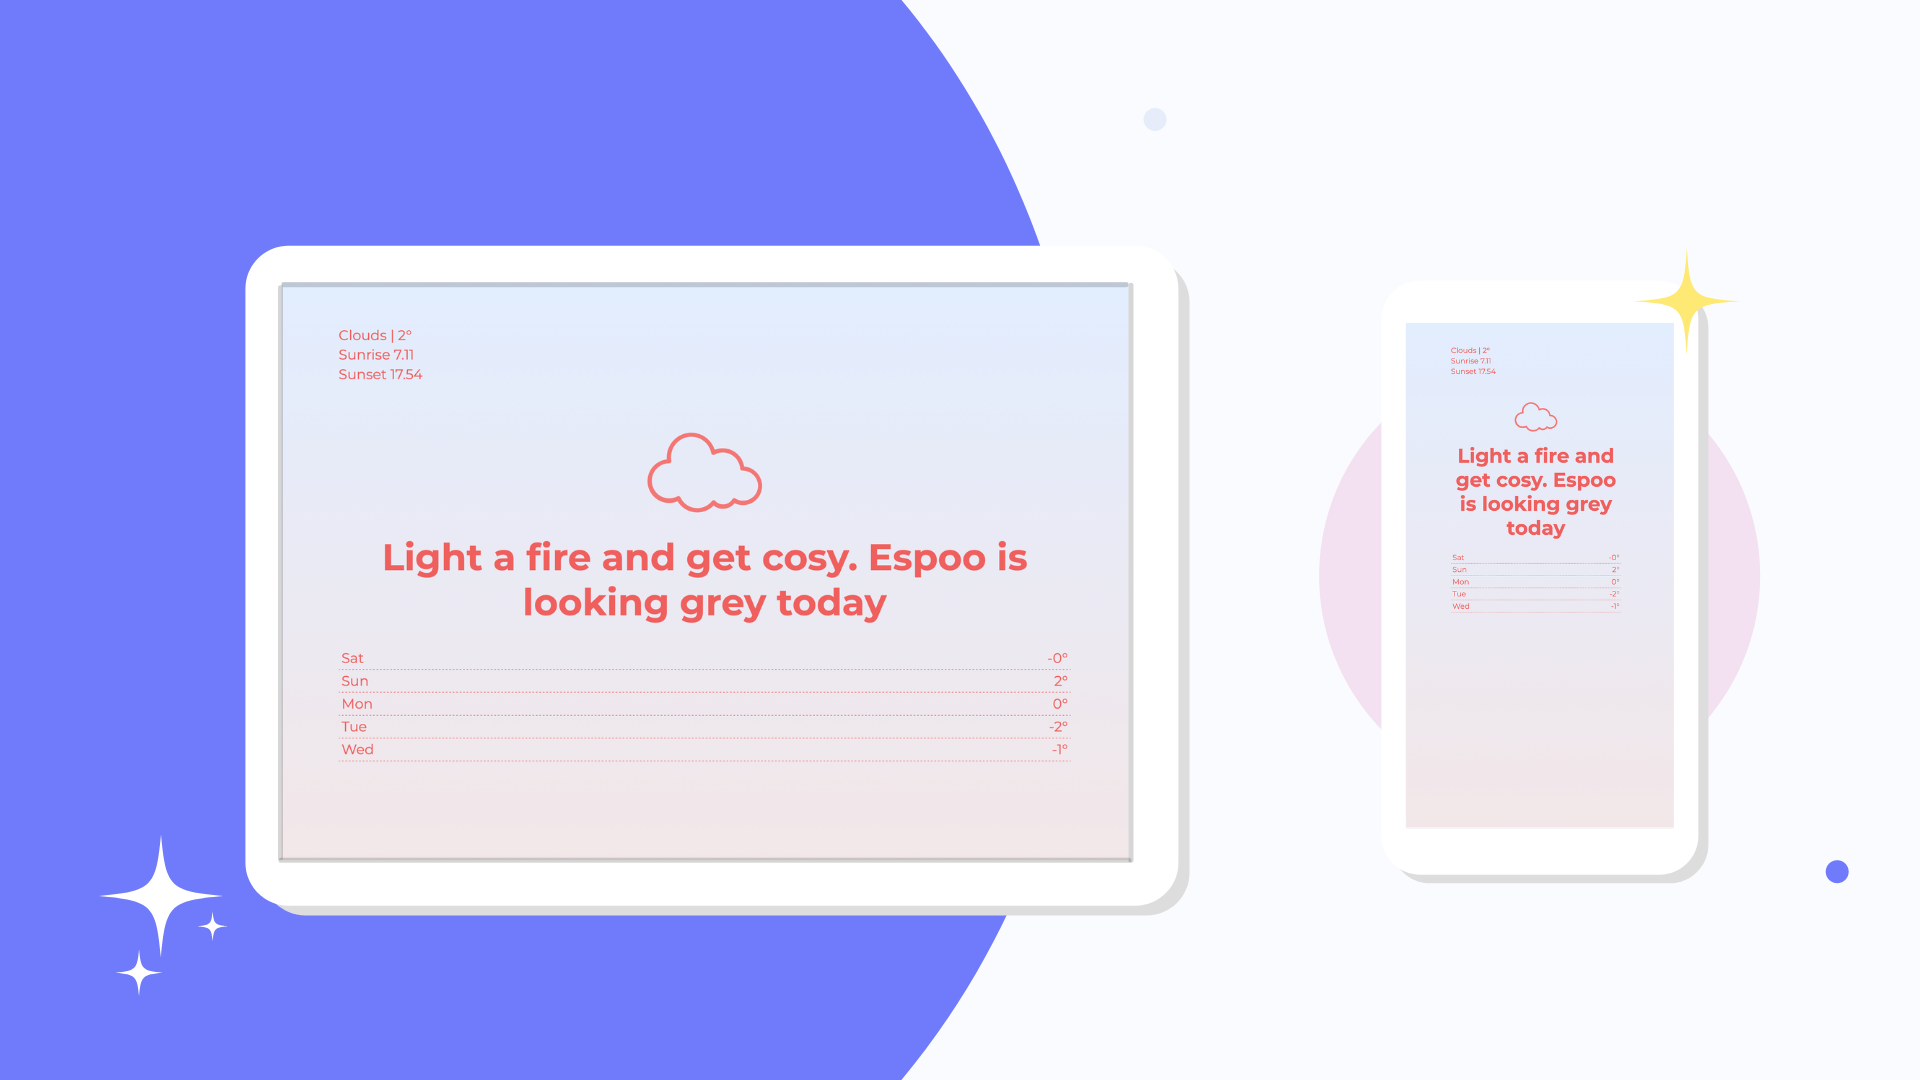 Clouds | 2°
Sunrise 7.11
Sunset 17.54
Light a fire and get cosy. Espoo is
looking grey today
Sat -0°
Sun 2°
Mon 0°
Tue -2°
Wed -1°
Clouds | 2°
Sunrise 7.11
Sunset 17.54
Light a fire and
get cosy. Espoo
is looking grey
today
Sat -0°
Sun 2°
Mon 0°
Tue -2°
Wed -1°